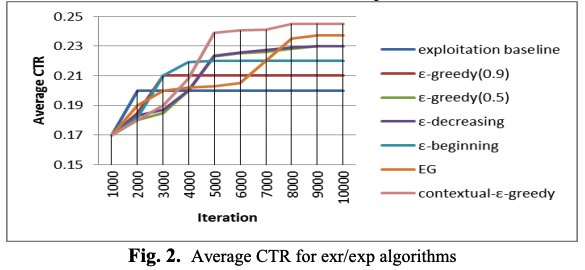 0.25
0.23
0.21
0.19
0.17
0.15
Average CTR
1000
2000
3000
4000
5000
6000
7000
8000
9000
10000
Iteration
exploitation baseline
ε-greedy(0.9)
ε-greedy(0.5)
ε-decreasing
ε-beginning
EG
contextual-ε-greedy
Fig. 2. Average CTR for exr/exp algorithms